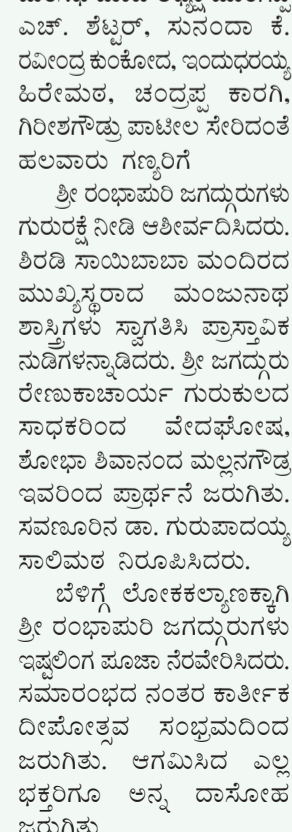 ಎಚ್. ಶೆಟ್ಟರ್, ಸುನಂದಾ ಕೆ.
ರವೀಂದ್ರ ಕುಂಕೋದ, ಇಂದುಧರಯ್ಯ
ಹಿರೇಮಠ, ಚಂದ್ರಪ್ಪ ಕಾರಗಿ,
ಗಿರೀಶಗೌಡ್ರು ಪಾಟೀಲ ಸೇರಿದಂತೆ
ಹಲವಾರು ಗಣ್ಯರಿಗೆ
ಶ್ರೀ ರಂಭಾಪುರಿ ಜಗದ್ಗುರುಗಳು
ಗುರುರಕ್ಷೆ ನೀಡಿ ಆಶೀರ್ವದಿಸಿದರು.
ಶಿರಡಿ ಸಾಯಿಬಾಬಾ ಮಂದಿರದ
ಮುಖ್ಯಸ್ಥರಾದ ಮಂಜುನಾಥ
ಶಾಸ್ತ್ರಿಗಳು ಸ್ವಾಗತಿಸಿ ಪ್ರಾಸ್ತಾವಿಕ
ನುಡಿಗಳನ್ನಾಡಿದರು. ಶ್ರೀ ಜಗದ್ಗುರು
ರೇಣುಕಾಚಾರ್ಯ ಗುರುಕುಲದ
ಸಾಧಕರಿಂದ ವೇದಘೋಷ,
ಶೋಭಾ ಶಿವಾನಂದ ಮಲ್ಲನಗೌಡ್ರ
ಇವರಿಂದ ಪ್ರಾರ್ಥನೆ ಜರುಗಿತು.
ಸವಣೂರಿನ ಡಾ. ಗುರುಪಾದಯ್ಯ
ಸಾಲಿಮಠ ನಿರೂಪಿಸಿದರು.
ಬೆಳಿಗ್ಗೆ ಲೋಕಕಲ್ಯಾಣಕ್ಕಾಗಿ
ಶ್ರೀ ರಂಭಾಪುರಿ ಜಗದ್ಗುರುಗಳು
ಇಷ್ಟಲಿಂಗ ಪೂಜಾ ನೆರವೇರಿಸಿದರು.
ಸಮಾರಂಭದ ನಂತರ ಕಾರ್ತೀಕ
ದೀಪೋತ್ಸವ ಸಂಭ್ರಮದಿಂದ
ಜರುಗಿತು. ಆಗಮಿಸಿದ ಎಲ್ಲ
ಭಕ್ತರಿಗೂ ಅನ್ನ ದಾಸೋಹ
ಜರುಗಿತು